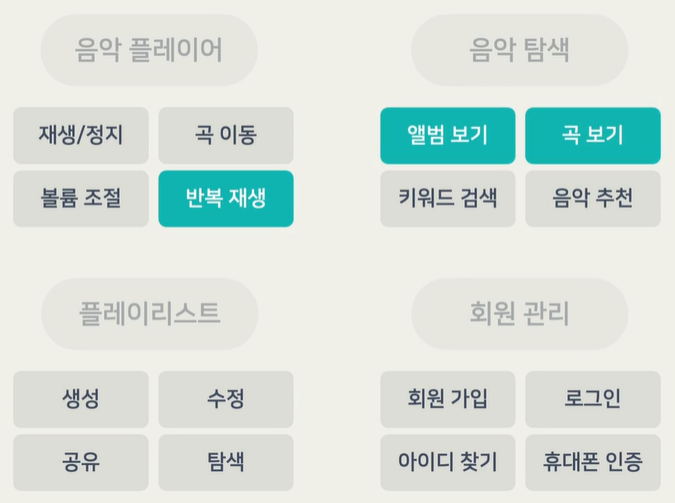 음악 플레이어
재생/정지
곡 이동
볼륨 조절
반복 재생
음악 탐색
앨범 보기
곡 보기
키워드 검색
음악 추천
플레이리스트
생성
수정
공유
탐색
회원 관리
회원 가입
로그인
아이디 찾기
휴대폰 인증